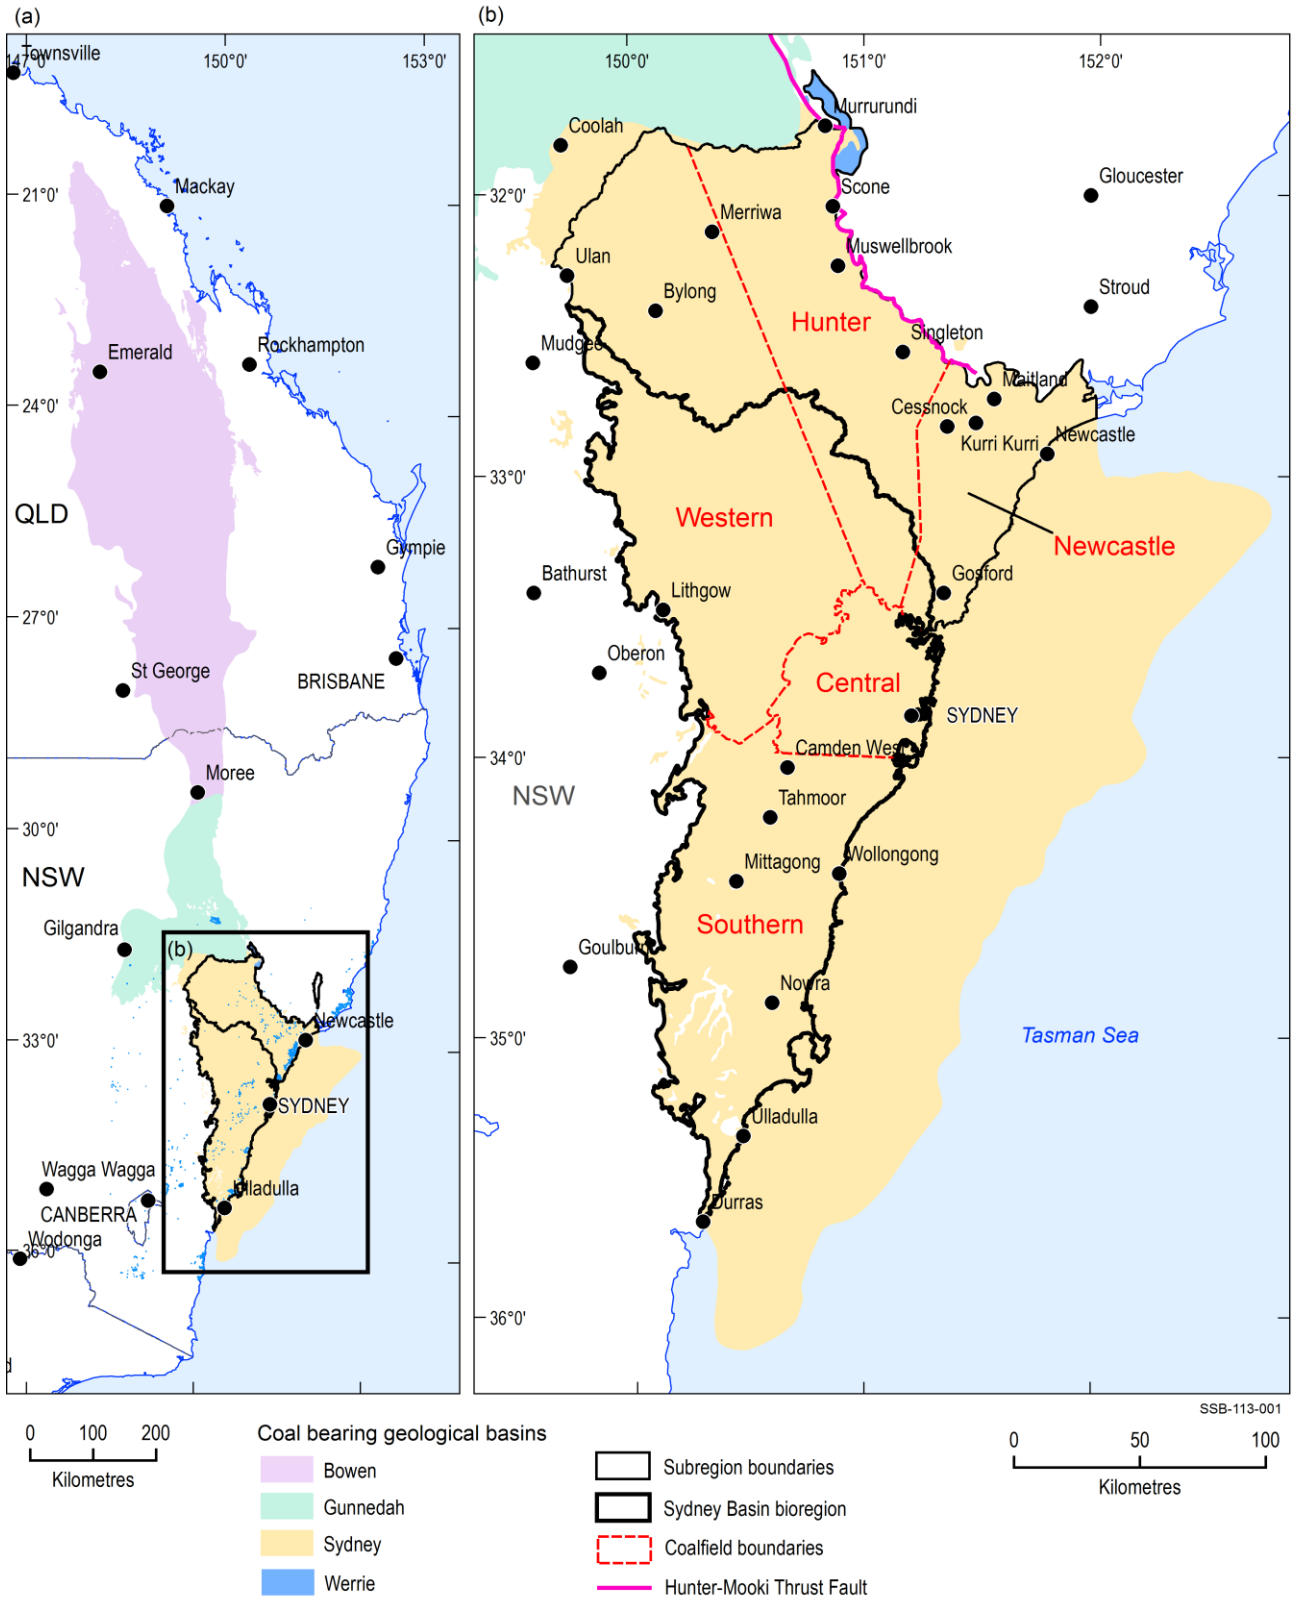 (a)
(b)
147°0'
150°0'
153°0'
Townsville
21°0'
Mackay
Emerald
Rockhampton
24°0'
QLD
Gympie
27°0'
St George
BRISBANE
Moree
30°0'
NSW
Gilgandra
(b)
Newcastle
33°0'
SYDNEY
Wagga Wagga
Ulladulla
CANBERRA
Wodonga
36°0'
d
150°0'
151°0'
152°0'
Murrurundi
Coolah
Gloucester
32°0'
Scone
Merriwa
Muswellbrook
Ulan
Stroud
Bylong
Hunter
Singleton
Mudgee
Maitland
Cessnock
Kurri Kurri
Newcastle
33°0'
Western
Newcastle
Bathurst
Gosford
Lithgow
Oberon
Central
SYDNEY
34°0'
Camden West
NSW
Tahmoor
Mittagong
Wollongong
Southern
Goulburn
Nowra
35°0'
Tasman Sea
Ulladulla
Durras
36°0'
SSB-113-001
0 100 200
Kilometres
Coal bearing geological basins
Bowen
Gunnedah
Sydney
Werrie
Subregion boundaries
Sydney Basin bioregion
Coalfield boundaries
Hunter-Mooki Thrust Fault
0 50 100
Kilometres